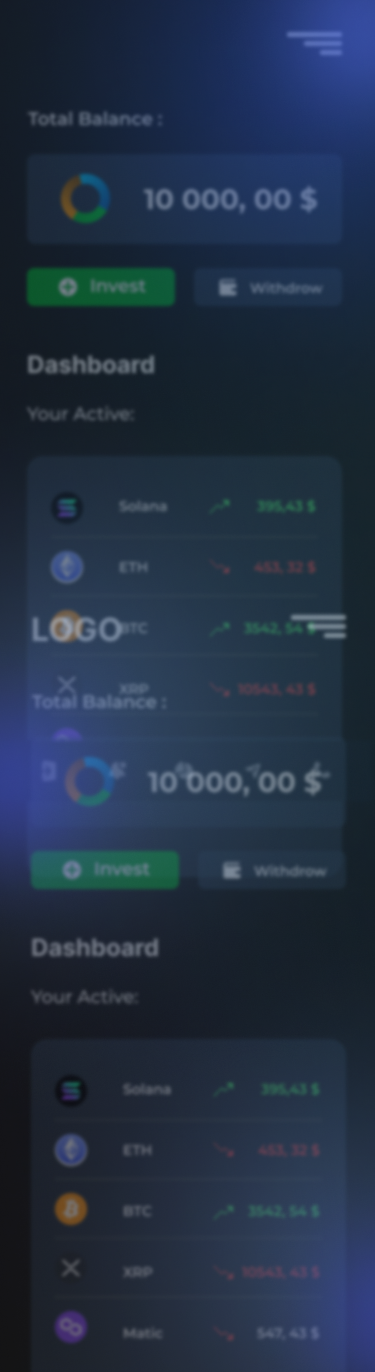 Total Balance :
10 000, 00 $
Invest Withdrow
Dashboard
Your Active:
Solana 395,43 $
ETH 453, 32 $
BTC 3542, 54 $
LOGO
XRP 10543, 43 $
Total Balance :
10 000, 00 $
Invest Withdrow
Dashboard
Your Active:
Solana 395,43 $
ETH 453, 32 $
BTC 3542, 54 $
XRP 10543, 43 $
Matic 547, 43 $